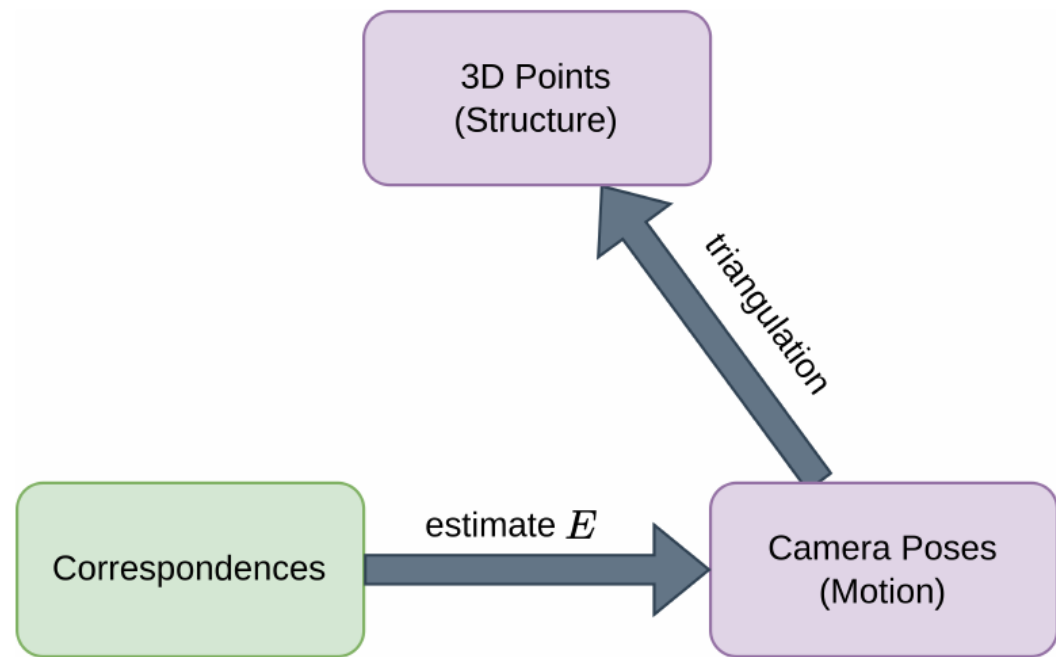 3D Points
(Structure)
triangulation
estimate E
Correspondences
Camera Poses
(Motion)